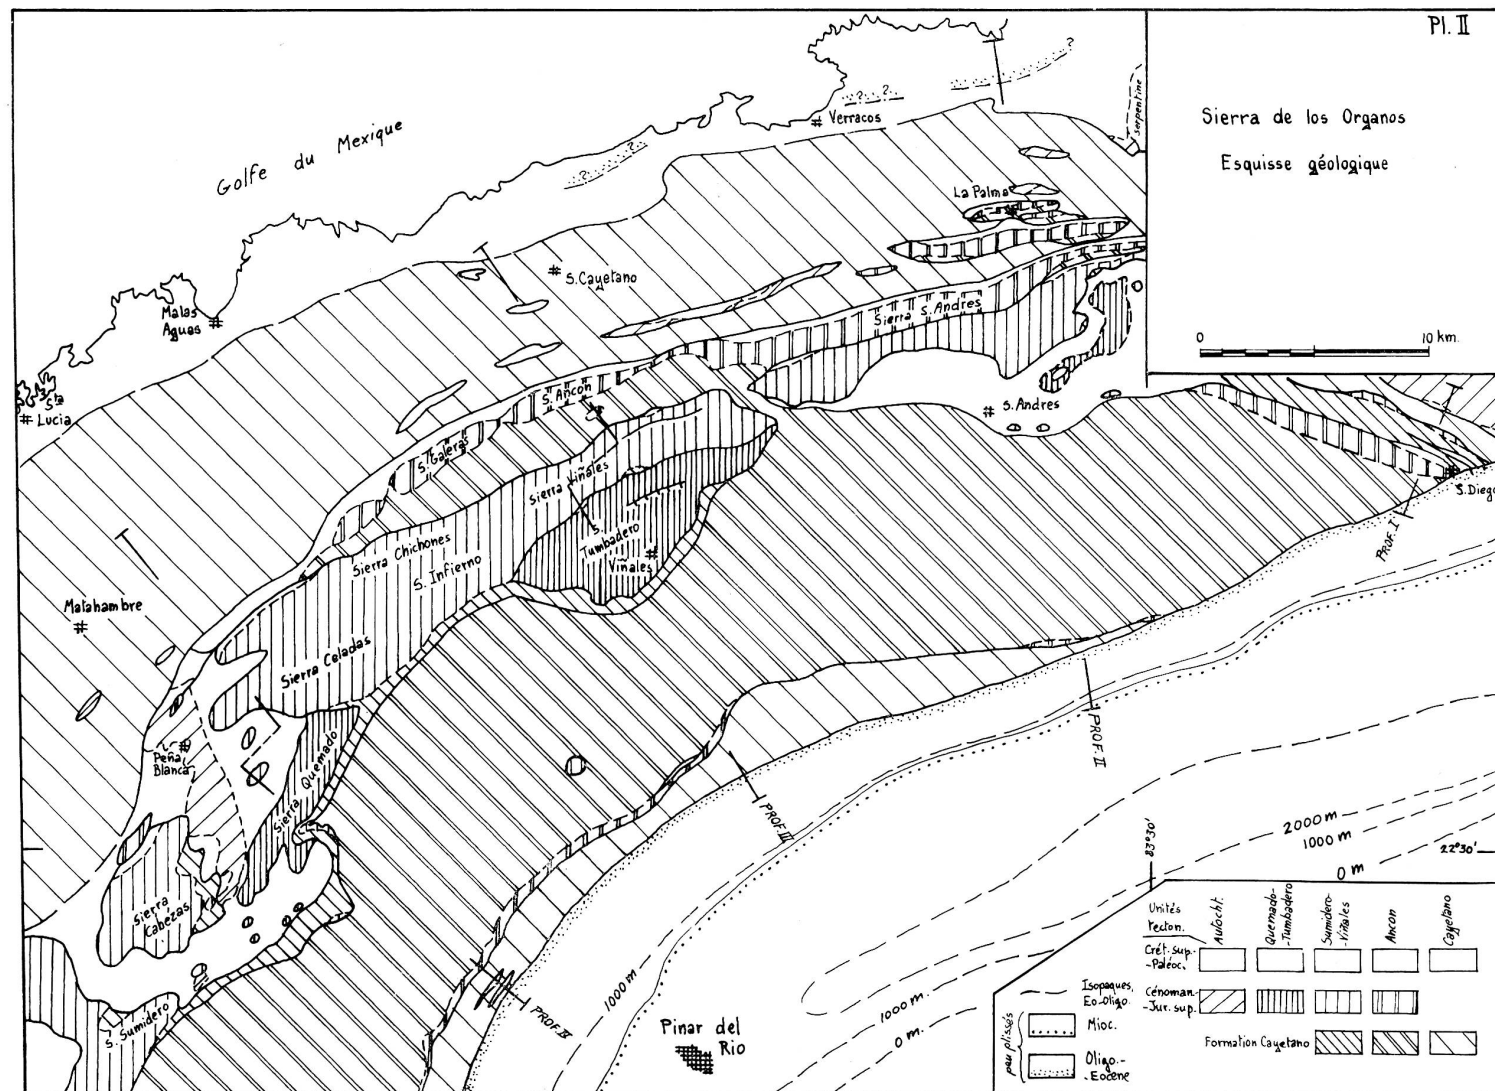 Pl. II
Sierra de los Organos
Esquisse géologique
0 10 km.
Golfe du Mexique
? ?
? ?
?
?
serpentine
Verracos
La Palma
S. Cayetano
Malas
Aguas
Sta
Lucia
Sierra S. Andres
S. Ancon
S. Andres
S. Galeras
S. Diego
Sierra Viñales
Sierra Chichones
S. Infierno
S.
Tumbadero
Viñales
PROF. I
Matahambre
Sierra Celadas
Peña
Blanca
Sierra Quemado
PROF. II
PROF. III
Sierra
Cabezas
S. Sumidero
PROF. IV
1000 m
Pinar del
Rio
83°30'
22°30'
2000 m
1000 m
0 m
1000 m.
0 m.
Unités
tecton.
Autocht.
Quemado-
-Tumbadero
Sumidero-
-Viñales
Ancon
Cayetano
Crét. sup.-
-Paléoc.
Cénoman.-
-Jur. sup.
Formation Cayetano
Isopaques,
Eo-Oligo.
peu plissés
Mioc.
Oligo.-
-Eocene